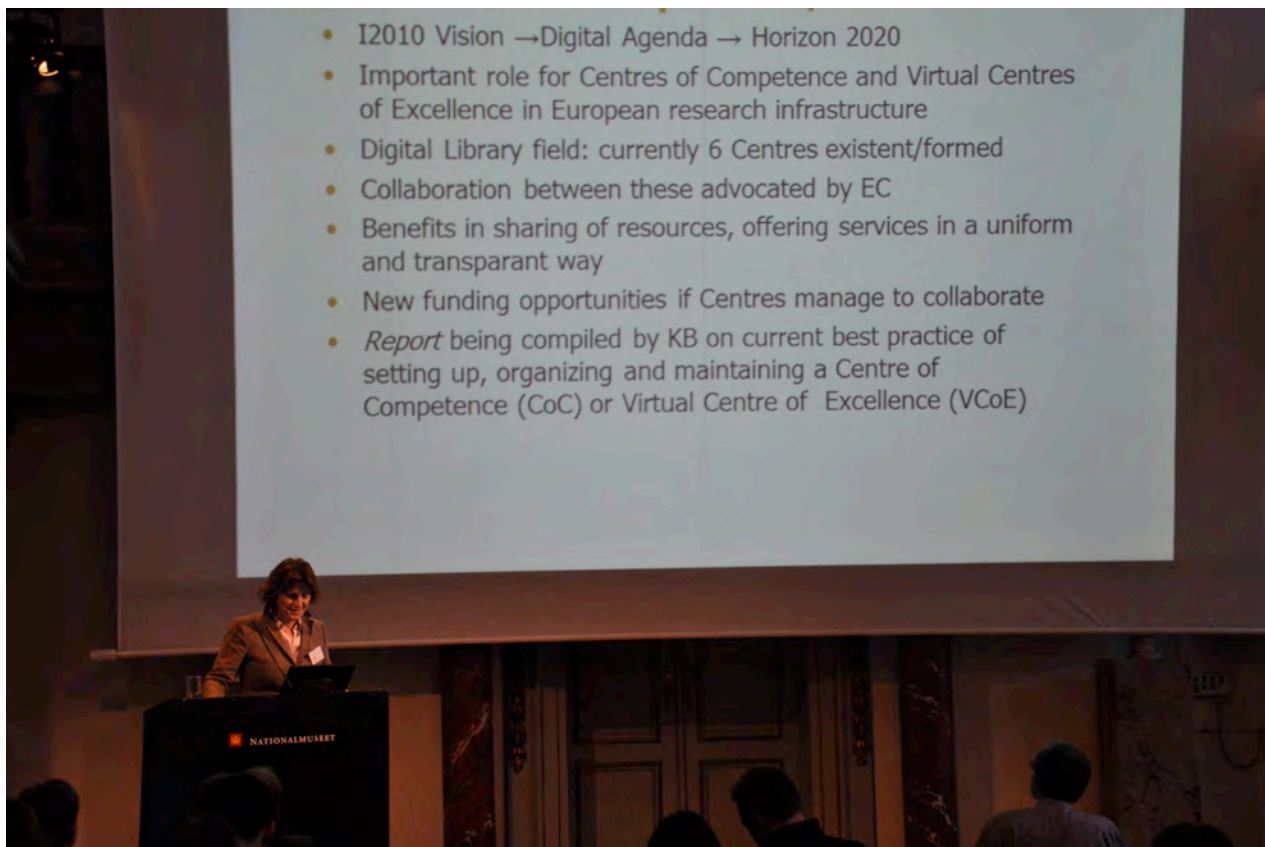 • I2010 Vision →Digital Agenda → Horizon 2020
• Important role for Centres of Competence and Virtual Centres
of Excellence in European research infrastructure
• Digital Library field: currently 6 Centres existent/formed
• Collaboration between these advocated by EC
• Benefits in sharing of resources, offering services in a uniform
and transparant way
• New funding opportunities if Centres manage to collaborate
• Report being compiled by KB on current best practice of
setting up, organizing and maintaining a Centre of
Competence (CoC) or Virtual Centre of Excellence (VCoE)
NATIONALMUSEET